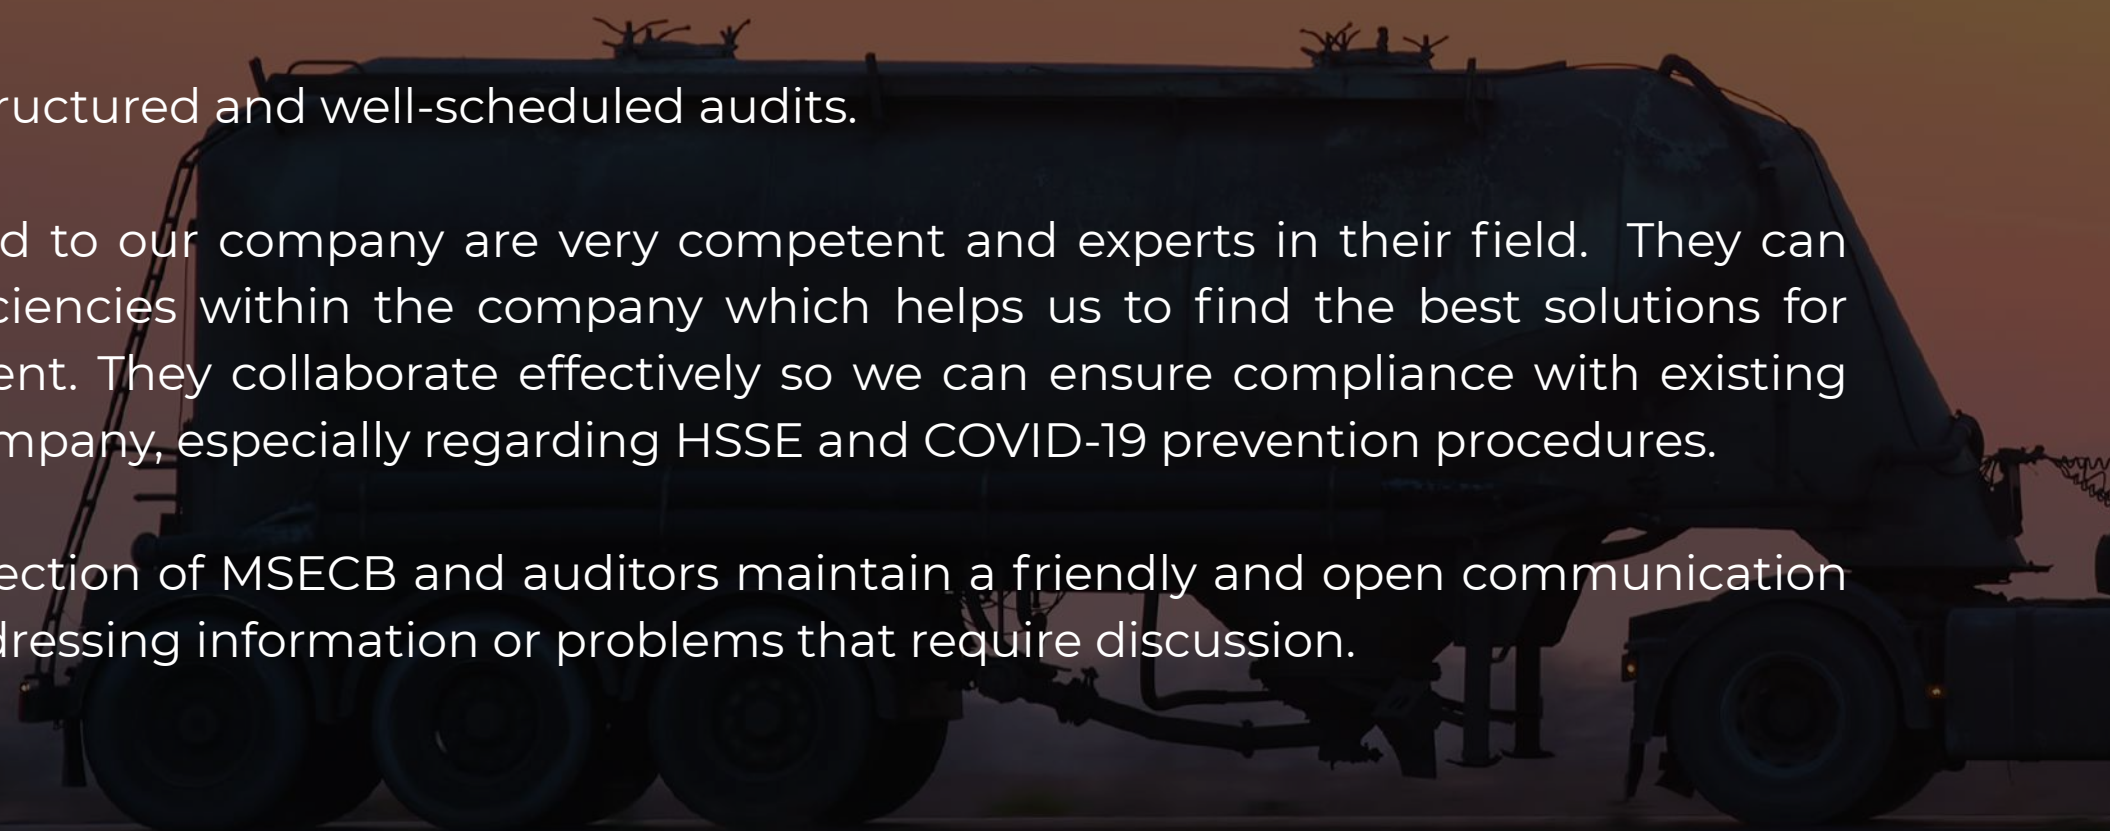 ructured and well-scheduled audits.
d to our company are very competent and experts in their field. They can
ciencies within the company which helps us to find the best solutions for
ent. They collaborate effectively so we can ensure compliance with existing
mpany, especially regarding HSSE and COVID-19 prevention procedures.
ection of MSECB and auditors maintain a friendly and open communication
dressing information or problems that require discussion.